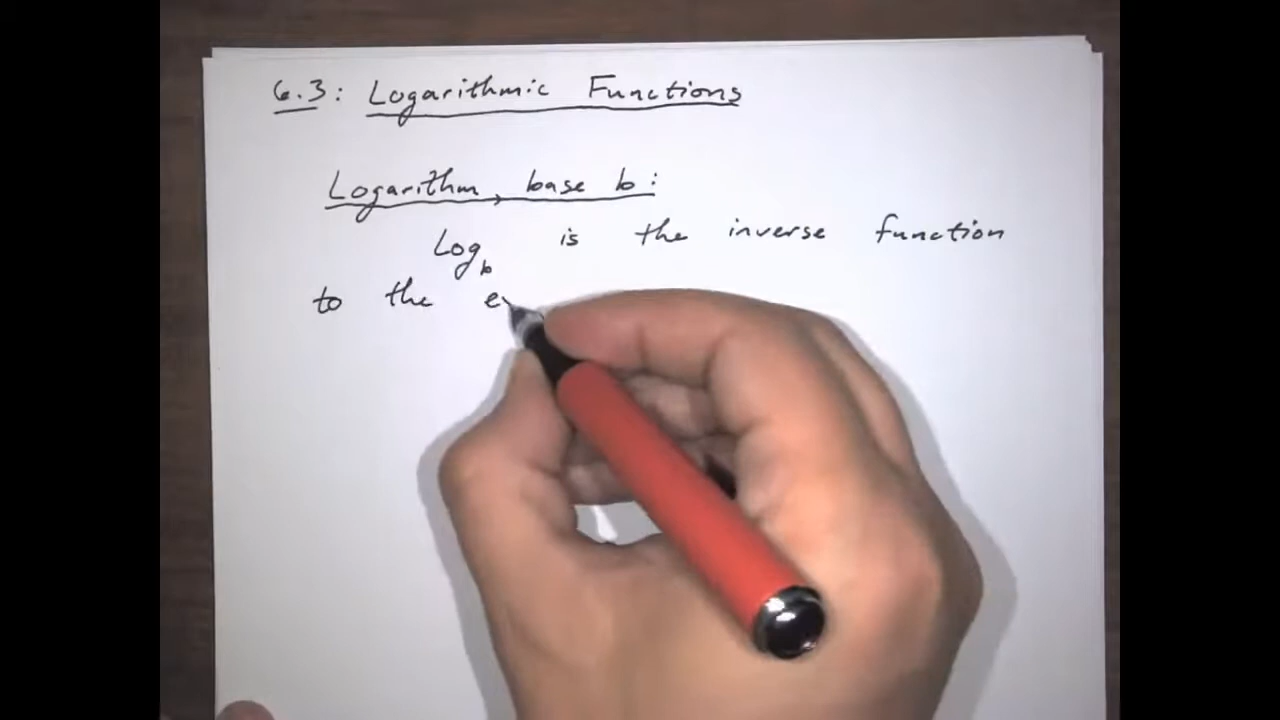 6.3: Logarithmic Functions
Logarithm, base b:
Log_b is the inverse function
to the